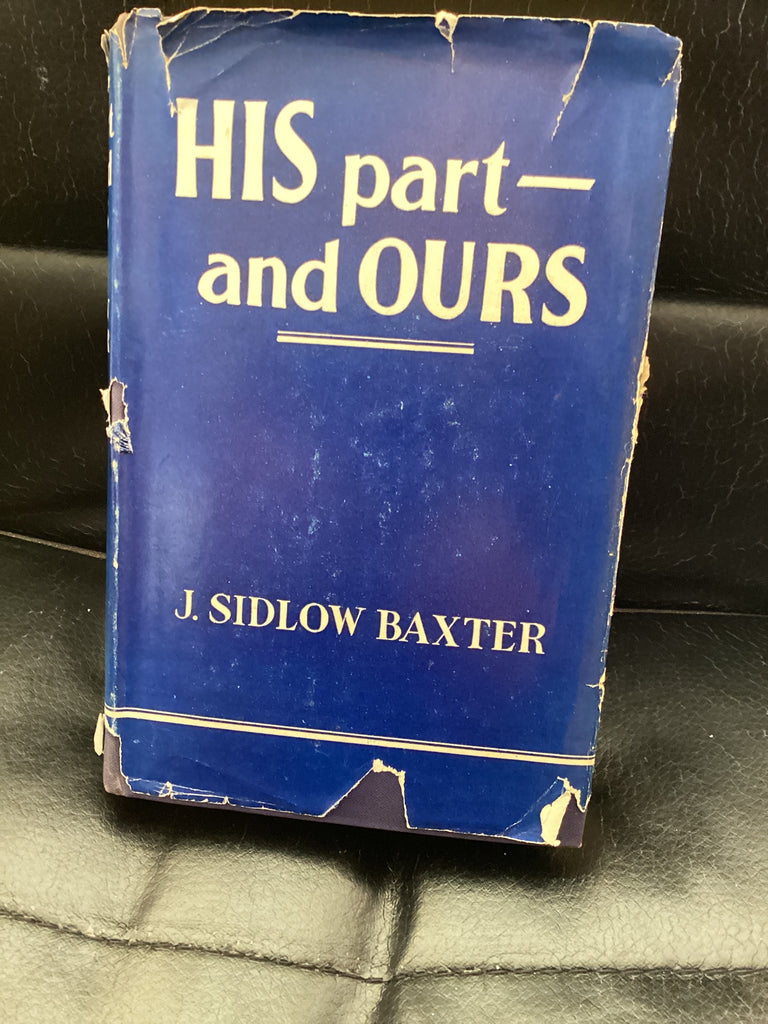 HIS part—
and OURS
J. SIDLOW BAXTER